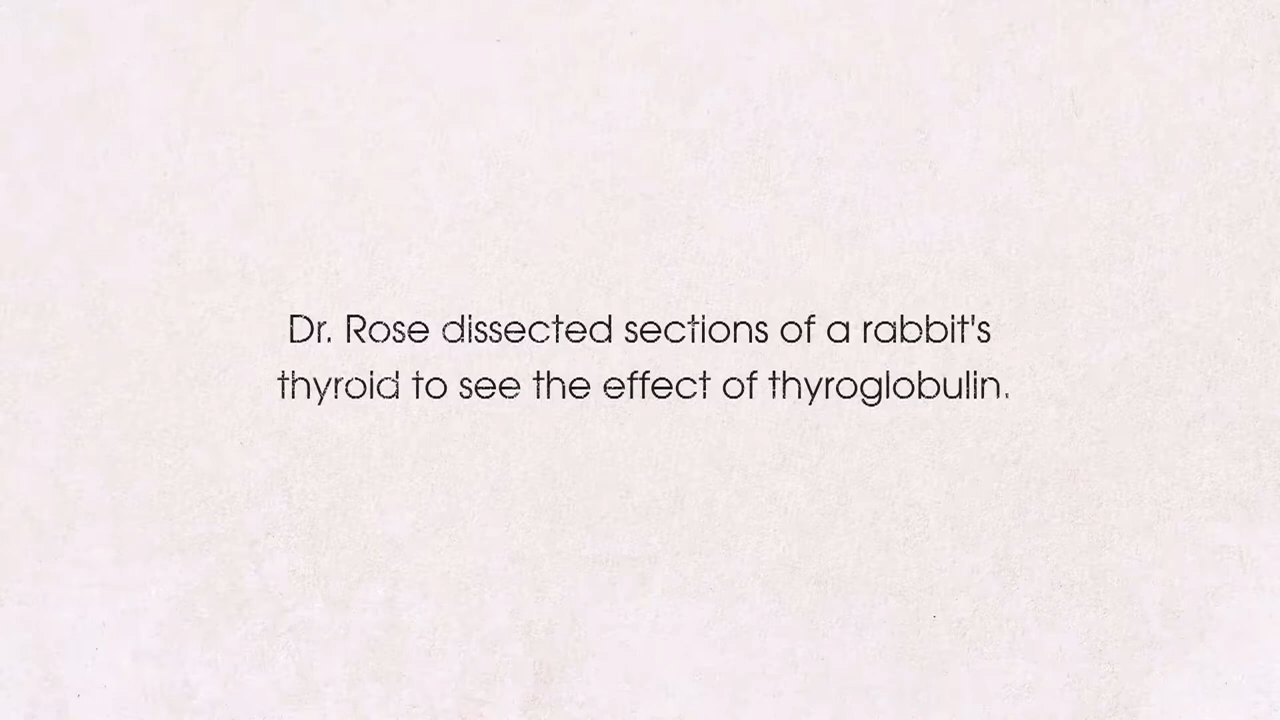 Dr. Rose dissected sections of a rabbit's
thyroid to see the effect of thyroglobulin.